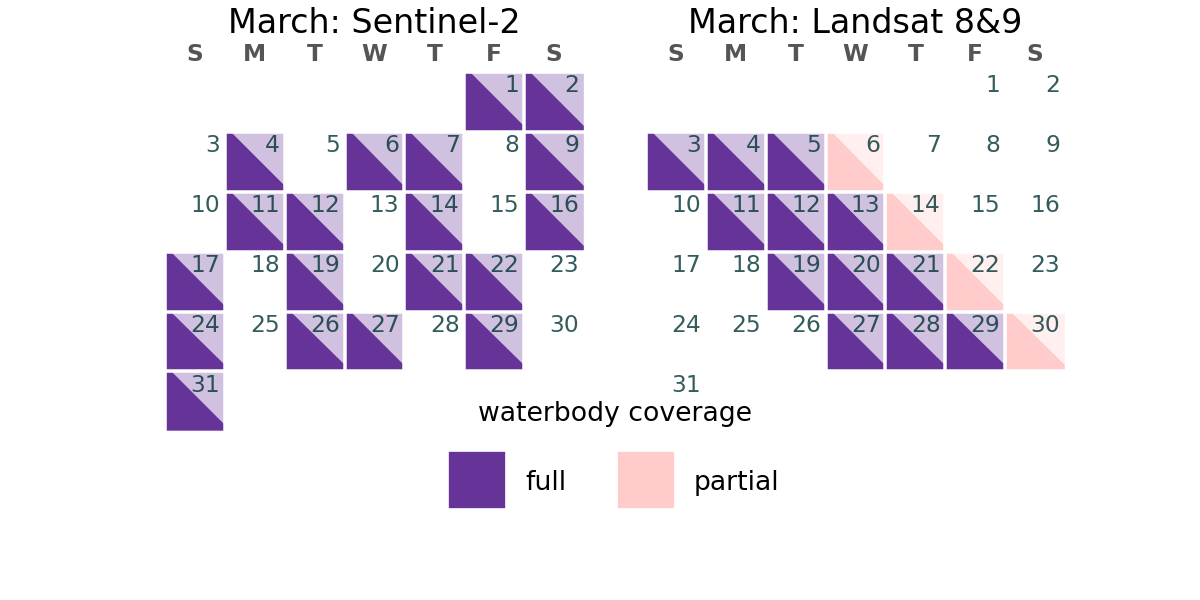 March: Sentinel-2
S M T W T F S
1 2
3 4 5 6 7 8 9
10 11 12 13 14 15 16
17 18 19 20 21 22 23
24 25 26 27 28 29 30
31
March: Landsat 8&9
S M T W T F S
1 2
3 4 5 6 7 8 9
10 11 12 13 14 15 16
17 18 19 20 21 22 23
24 25 26 27 28 29 30
31
waterbody coverage
full partial